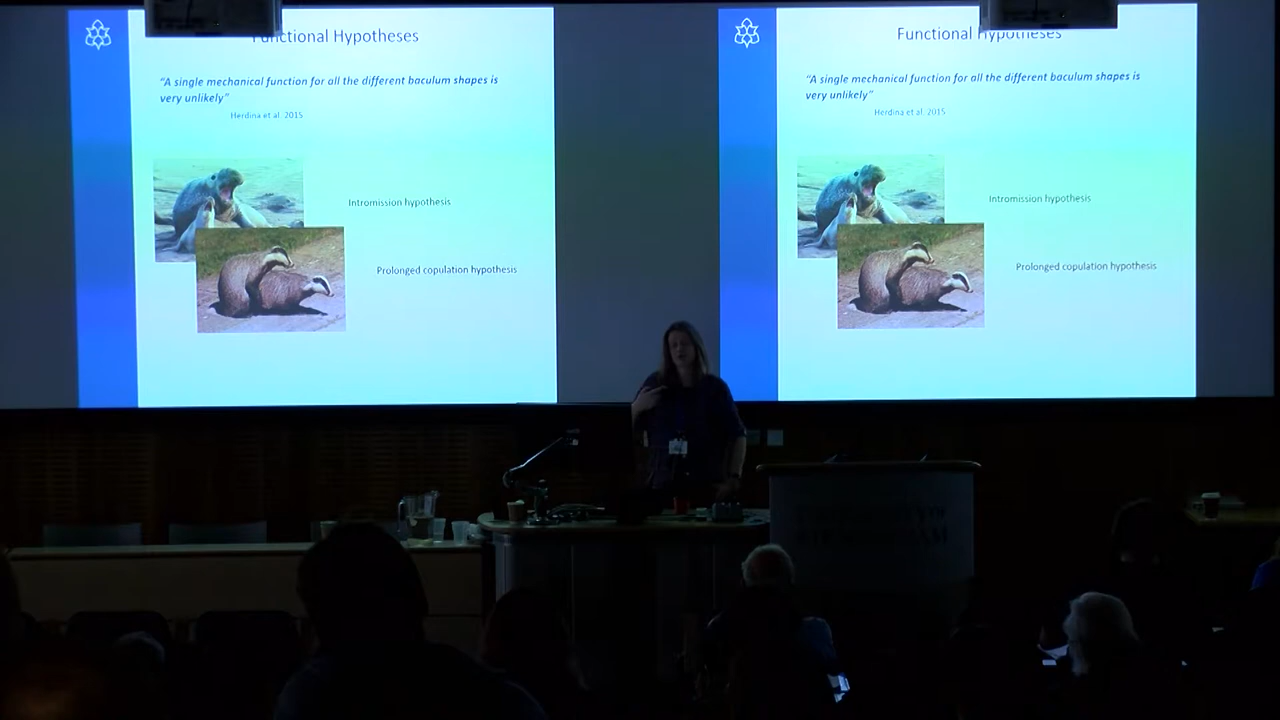 Functional Hypotheses
“A single mechanical function for all the different baculum shapes is
very unlikely”
Herdina et al. 2015
Intromission hypothesis
Prolonged copulation hypothesis
Functional Hypotheses
“A single mechanical function for all the different baculum shapes is
very unlikely”
Herdina et al. 2015
Intromission hypothesis
Prolonged copulation hypothesis